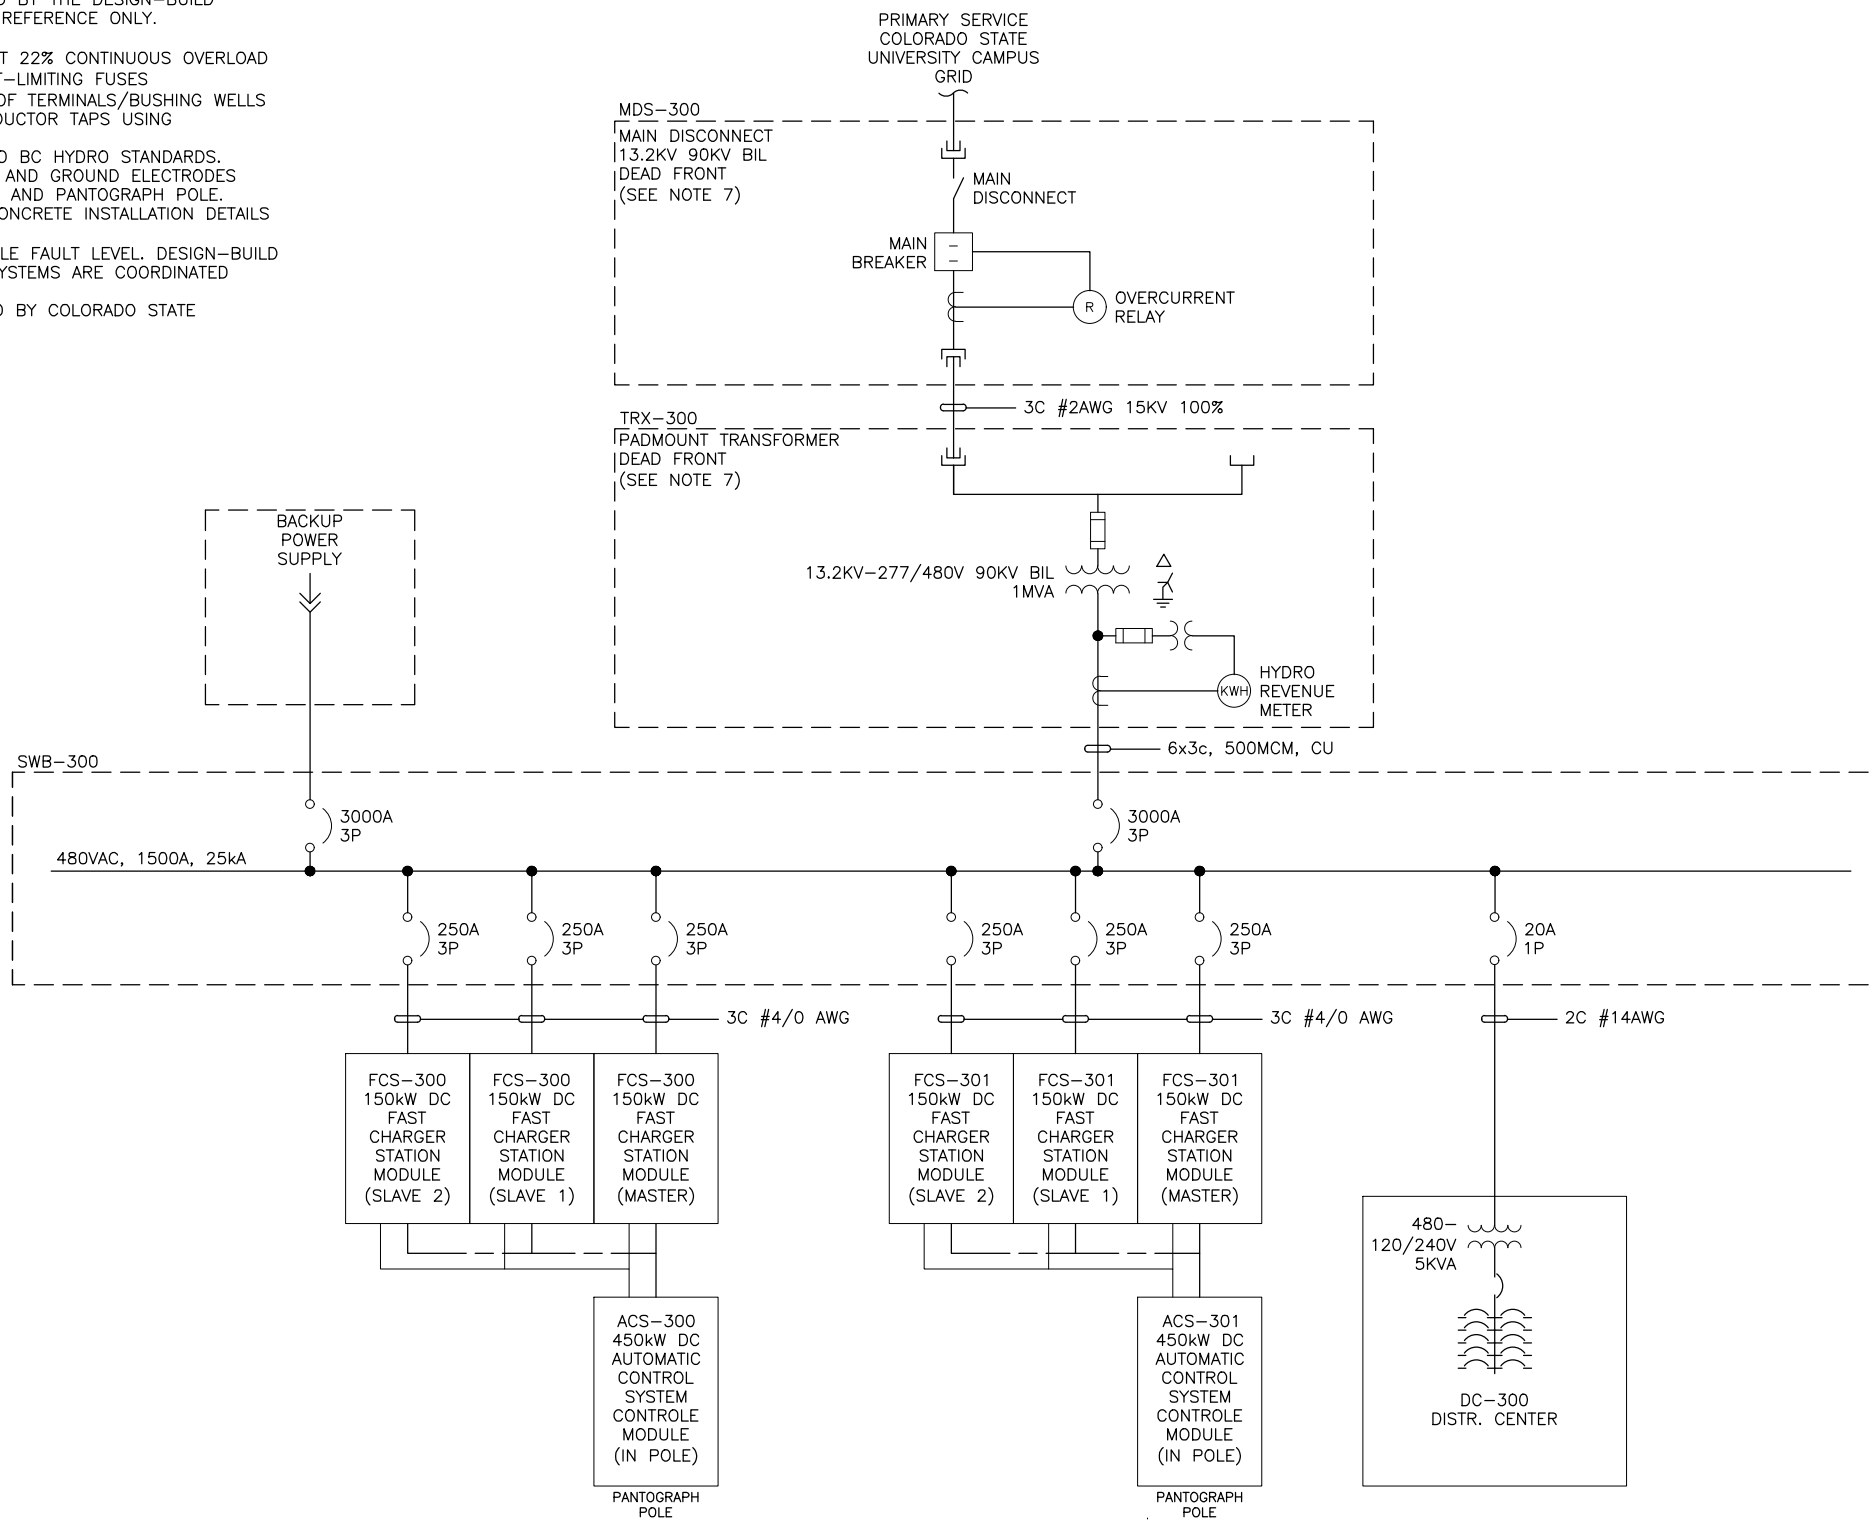 BY THE DESIGN-BUILD
REFERENCE ONLY.
22% CONTINUOUS OVERLOAD
-LIMITING FUSES
OF TERMINALS/BUSHING WELLS
TAPS USING
BC HYDRO STANDARDS.
AND GROUND ELECTRODES
AND PANTOGRAPH POLE.
INSTALLATION DETAILS
FAULT LEVEL. DESIGN-BUILD
ARE COORDINATED
BY COLORADO STATE
PRIMARY SERVICE
COLORADO STATE
UNIVERSITY CAMPUS
GRID
MDS-300
MAIN DISCONNECT
13.2KV 90KV BIL
DEAD FRONT
(SEE NOTE 7)
MAIN
DISCONNECT
MAIN
BREAKER
R
OVERCURRENT
RELAY
3C #2AWG 15KV 100%
TRX-300
PADMOUNT TRANSFORMER
DEAD FRONT
(SEE NOTE 7)
BACKUP
POWER
SUPPLY
13.2KV-277/480V 90KV BIL
1MVA
KWH
HYDRO
REVENUE
METER
6x3c, 500MCM, CU
SWB-300
3000A
3P
3000A
3P
480VAC, 1500A, 25kA
250A
3P
250A
3P
250A
3P
250A
3P
250A
3P
250A
3P
20A
1P
3C #4/0 AWG
3C #4/0 AWG
2C #14AWG
FCS-300
150kW DC
FAST
CHARGER
STATION
MODULE
(SLAVE 2)
FCS-300
150kW DC
FAST
CHARGER
STATION
MODULE
(SLAVE 1)
FCS-300
150kW DC
FAST
CHARGER
STATION
MODULE
(MASTER)
FCS-301
150kW DC
FAST
CHARGER
STATION
MODULE
(SLAVE 2)
FCS-301
150kW DC
FAST
CHARGER
STATION
MODULE
(SLAVE 1)
FCS-301
150kW DC
FAST
CHARGER
STATION
MODULE
(MASTER)
ACS-300
450kW DC
AUTOMATIC
CONTROL
SYSTEM
CONTROLE
MODULE
(IN POLE)
PANTOGRAPH
POLE
ACS-301
450kW DC
AUTOMATIC
CONTROL
SYSTEM
CONTROLE
MODULE
(IN POLE)
PANTOGRAPH
POLE
480-
120/240V
5KVA
DC-300
DISTR. CENTER